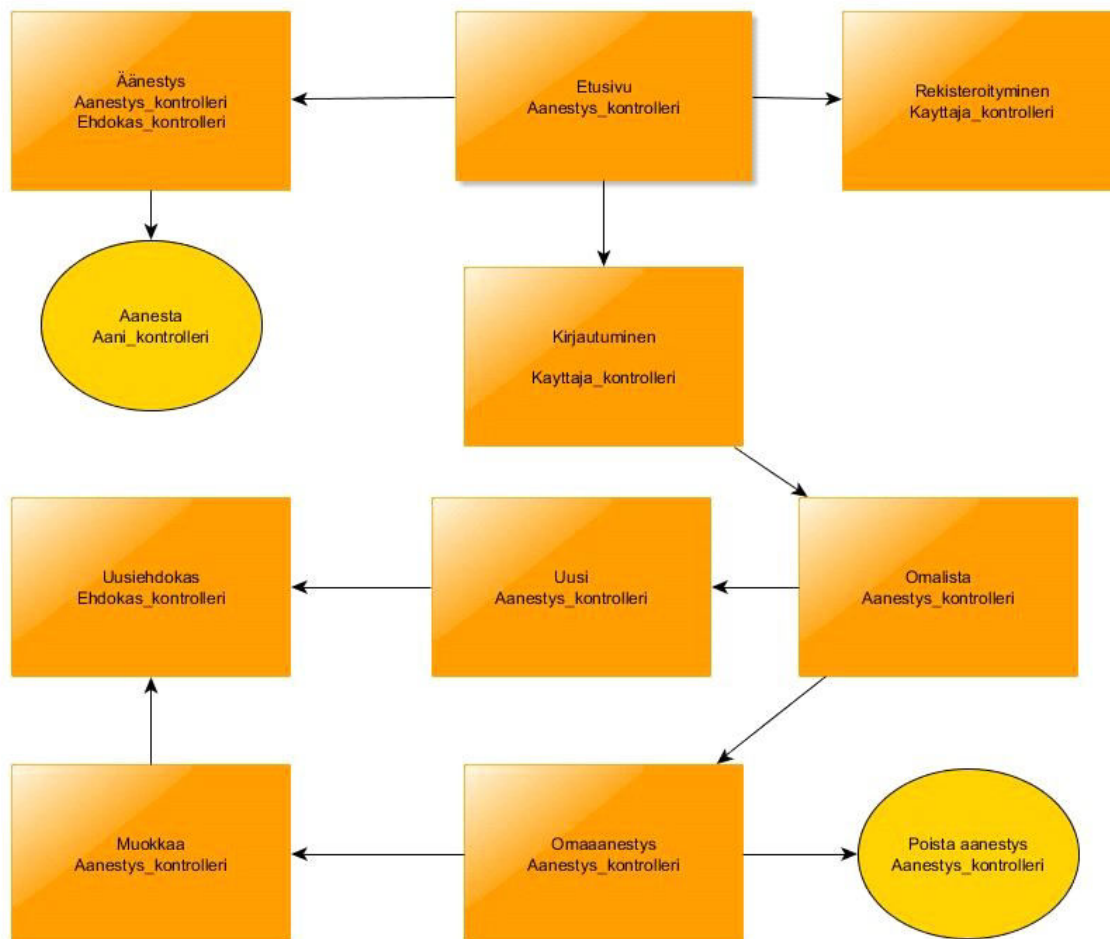 Äänestys
Aanestys_kontrolleri
Ehdokas_kontrolleri
Etusivu
Aanestys_kontrolleri
Rekisteroityminen
Kayttaja_kontrolleri
Aanesta
Aani_kontrolleri
Kirjautuminen
Kayttaja_kontrolleri
Uusiehdokas
Ehdokas_kontrolleri
Uusi
Aanestys_kontrolleri
Omalista
Aanestys_kontrolleri
Muokkaa
Aanestys_kontrolleri
Omaaanestys
Aanestys_kontrolleri
Poista aanestys
Aanestys_kontrolleri